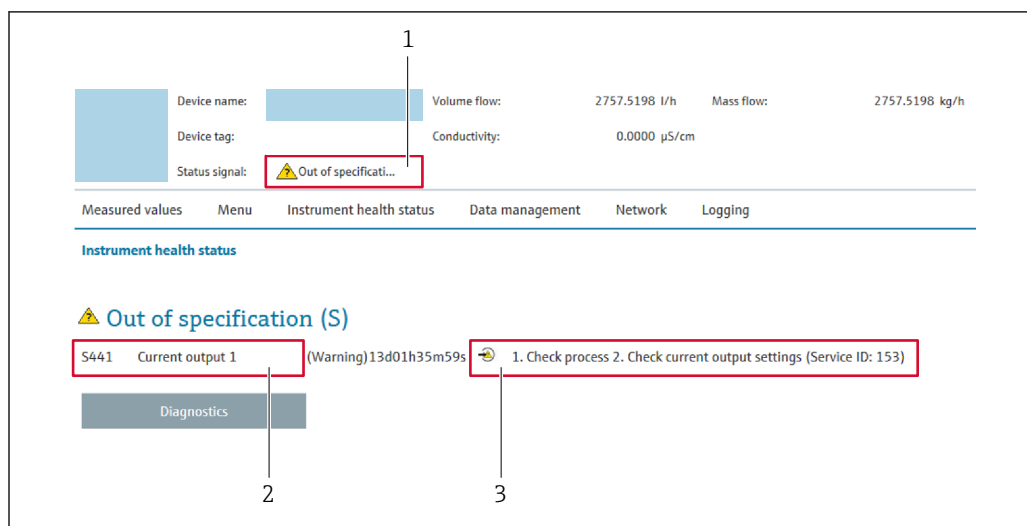 1
Device name: Volume flow: 2757.5198 l/h Mass flow: 2757.5198 kg/h
Device tag: Conductivity: 0.0000 µS/cm
Status signal: Out of specificati...
Measured values Menu Instrument health status Data management Network Logging
Instrument health status
Out of specification (S)
S441 Current output 1 (Warning)13d01h35m59s 1. Check process 2. Check current output settings (Service ID: 153)
Diagnostics
2 3